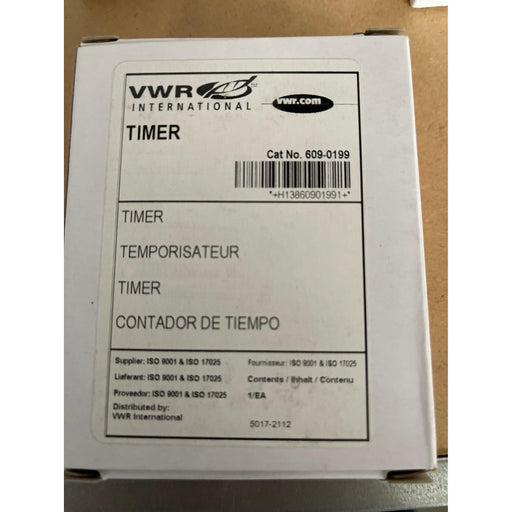 VWR
INTERNATIONAL
vwr.com
TIMER
Cat No. 609-0199
*+H13860901991+*
TIMER
TEMPORISATEUR
TIMER
CONTADOR DE TIEMPO
Supplier: ISO 9001 & ISO 17025 Fournisseur: ISO 9001 & ISO 17025
Lieferant: ISO 9001 & ISO 17025 Contents / Inhalt / Contenu
Proveedor: ISO 9001 & ISO 17025 1/EA
Distributed by:
VWR International
5017-2112